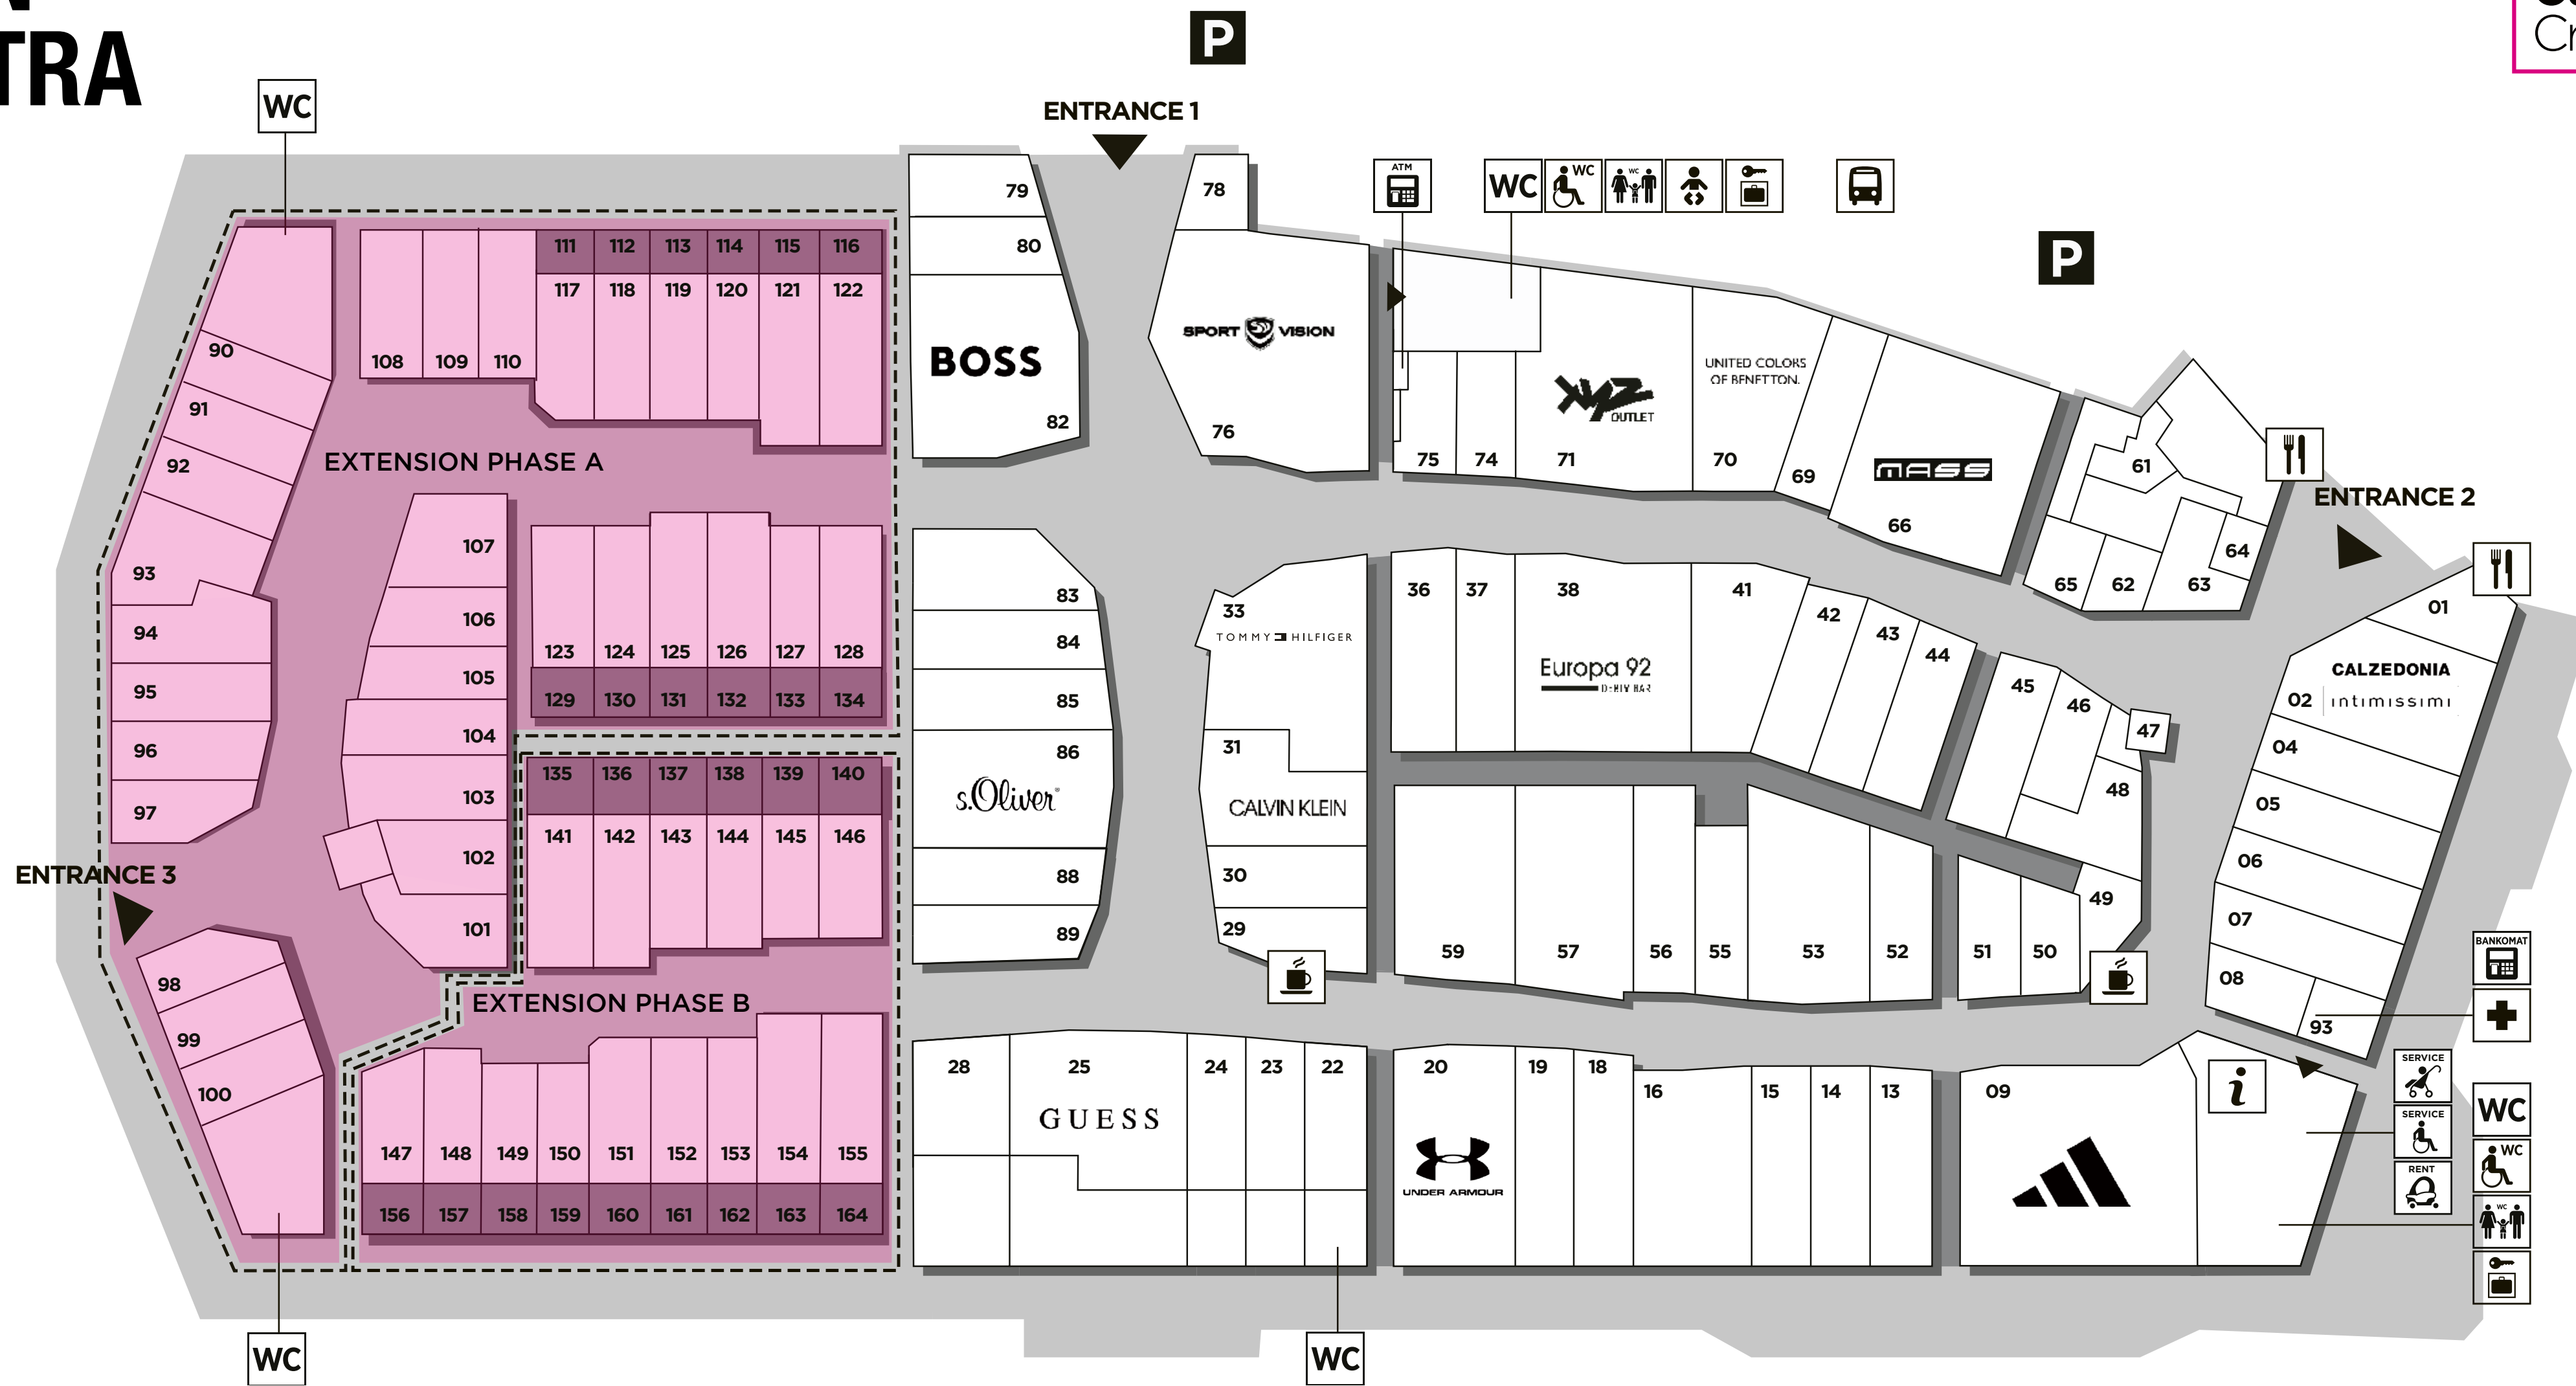 TRA
P
ENTRANCE 1
WC
ATM
WC
WC
WC
P
79
78
80
BOSS
82
SPORT VISION
76
75
74
XYZ
OUTLET
71
UNITED COLORS
OF BENETTON.
70
69
MASS
66
61
64
65
62
63
ENTRANCE 2
111 112 113 114 115 116
117 118 119 120 121 122
108 109 110
90
91
92
93
94
95
96
97
EXTENSION PHASE A
107
106
105
104
103
102
101
123 124 125 126 127 128
129 130 131 132 133 134
135 136 137 138 139 140
141 142 143 144 145 146
ENTRANCE 3
98
99
100
EXTENSION PHASE B
147 148 149 150 151 152 153 154 155
156 157 158 159 160 161 162 163 164
WC
83
84
85
86
s.Oliver
88
89
33
TOMMY HILFIGER
31
CALVIN KLEIN
30
29
36
37
38
Europa 92
DENIM BAR
41
42
43
44
45
46
47
48
49
59
57
56
55
53
52
51
50
01
CALZEDONIA
02
intimissimi
04
05
06
07
08
93
28
25
GUESS
24
23
22
WC
20
UNDER ARMOUR
19
18
16
15
14
13
09
i
BANKOMAT
SERVICE
SERVICE
RENT
WC
WC
WC